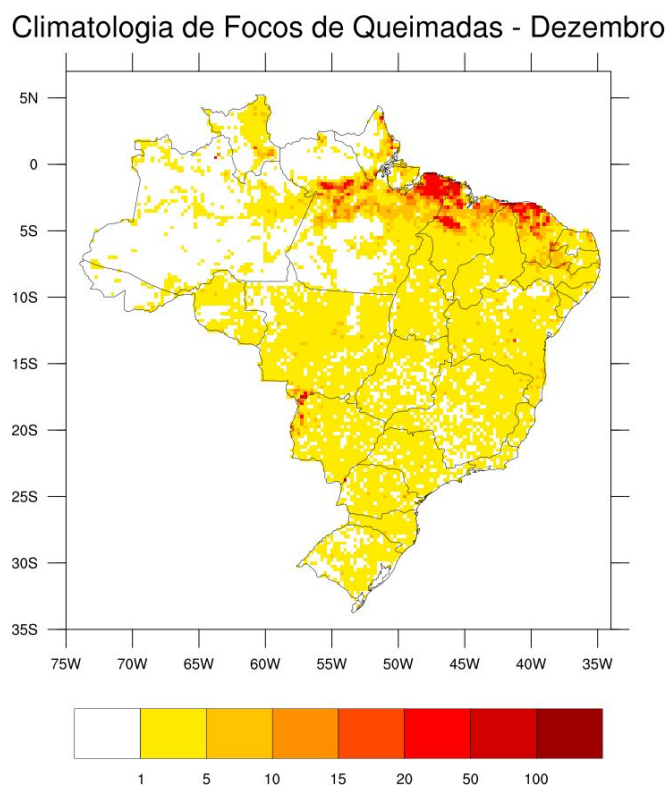 Climatologia de Focos de Queimadas - Dezembro
5N
0
5S
10S
15S
20S
25S
30S
35S
75W 70W 65W 60W 55W 50W 45W 40W 35W
1 5 10 15 20 50 100